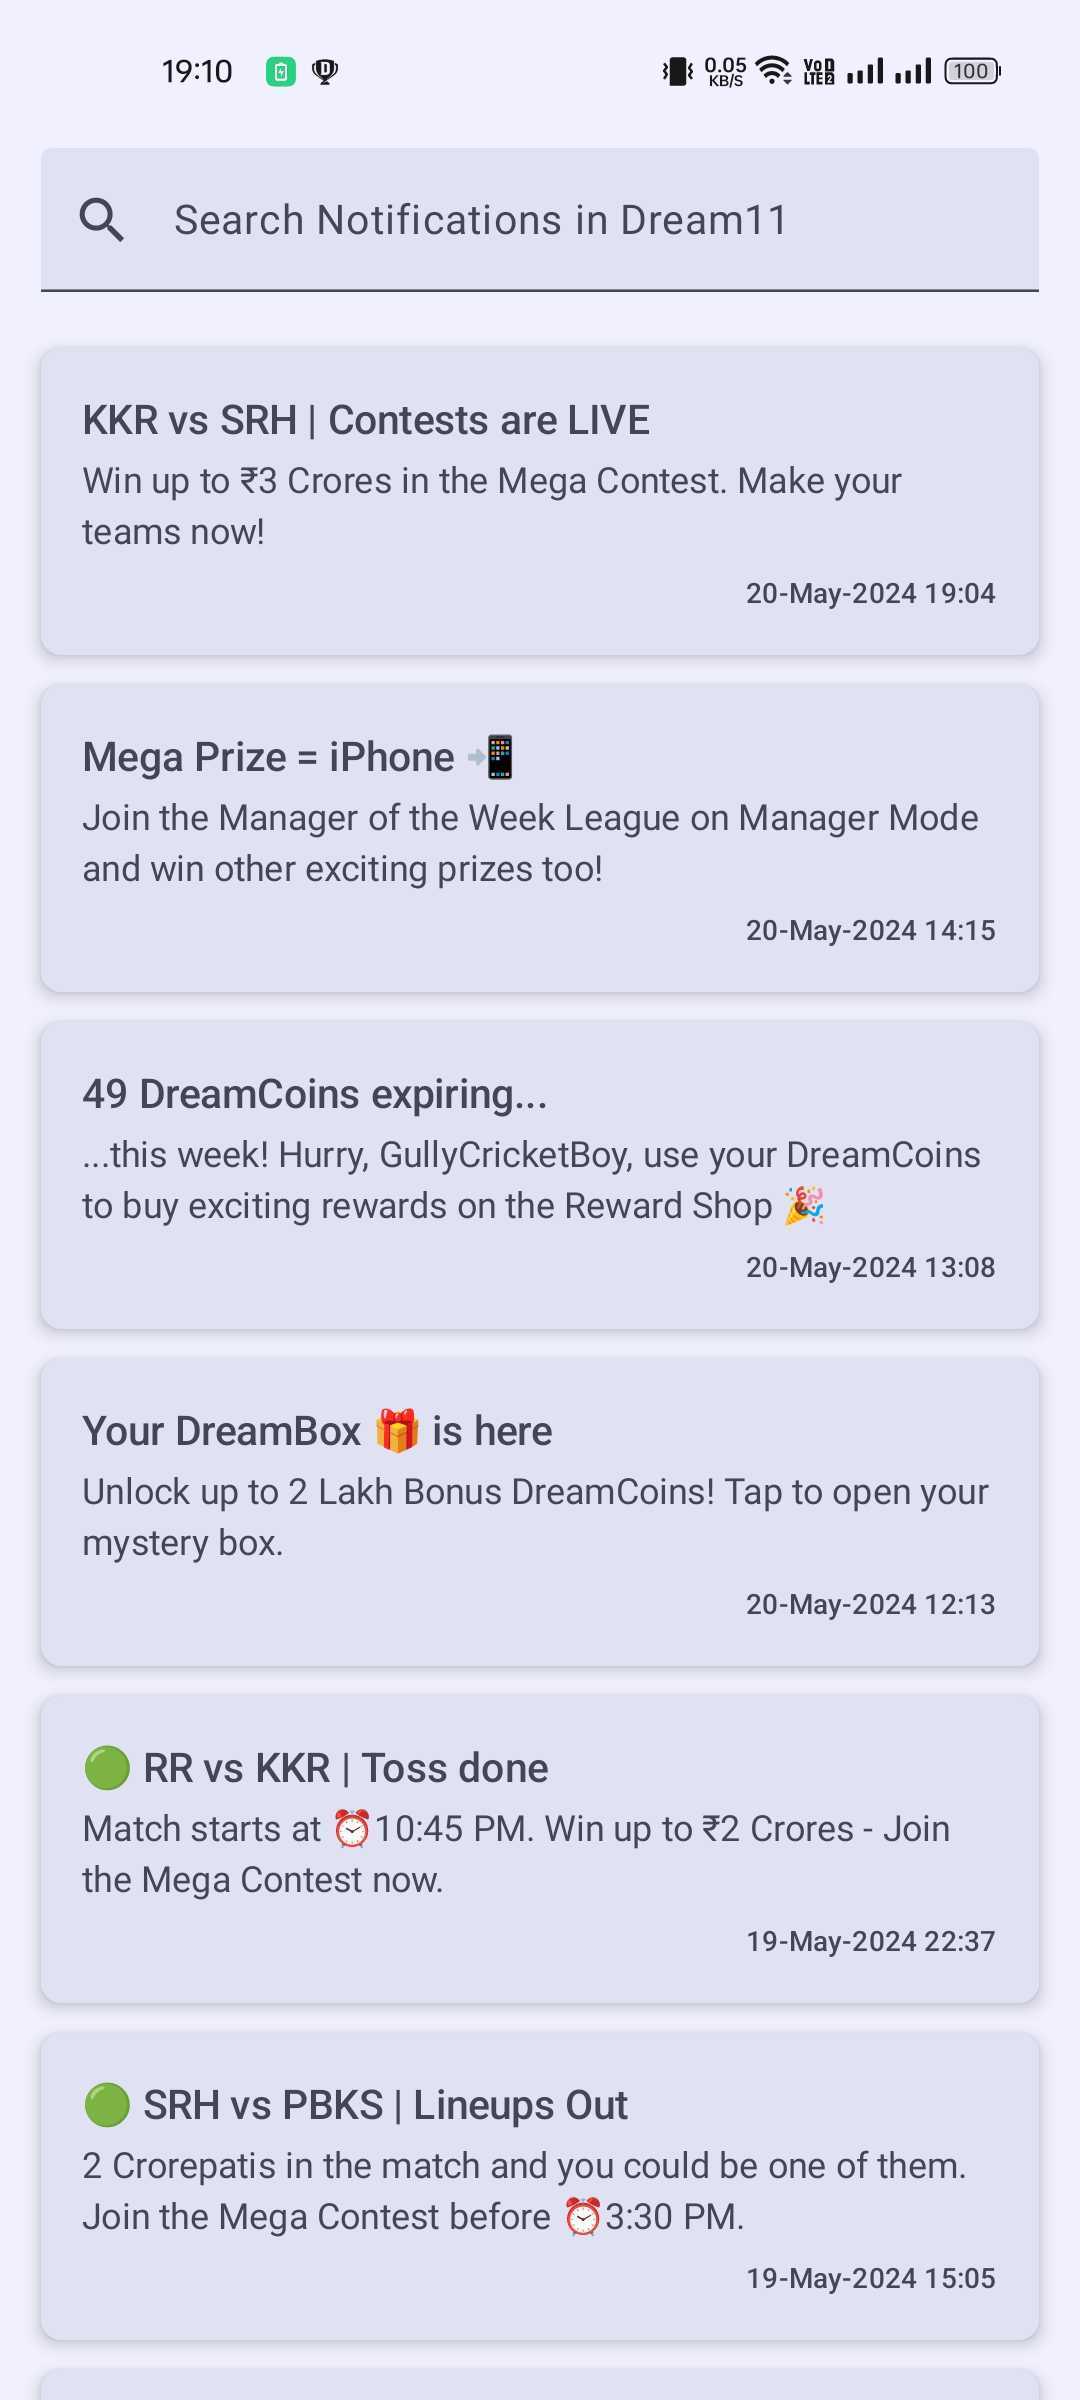 19:10
0.05
KB/S
VoD
LTE 2
100
Search Notifications in Dream11
KKR vs SRH | Contests are LIVE
Win up to ₹3 Crores in the Mega Contest. Make your
teams now!
20-May-2024 19:04
Mega Prize = iPhone 📲
Join the Manager of the Week League on Manager Mode
and win other exciting prizes too!
20-May-2024 14:15
49 DreamCoins expiring...
...this week! Hurry, GullyCricketBoy, use your DreamCoins
to buy exciting rewards on the Reward Shop 🎉
20-May-2024 13:08
Your DreamBox 🎁 is here
Unlock up to 2 Lakh Bonus DreamCoins! Tap to open your
mystery box.
20-May-2024 12:13
🟢 RR vs KKR | Toss done
Match starts at ⏰10:45 PM. Win up to ₹2 Crores - Join
the Mega Contest now.
19-May-2024 22:37
🟢 SRH vs PBKS | Lineups Out
2 Crorepatis in the match and you could be one of them.
Join the Mega Contest before ⏰3:30 PM.
19-May-2024 15:05